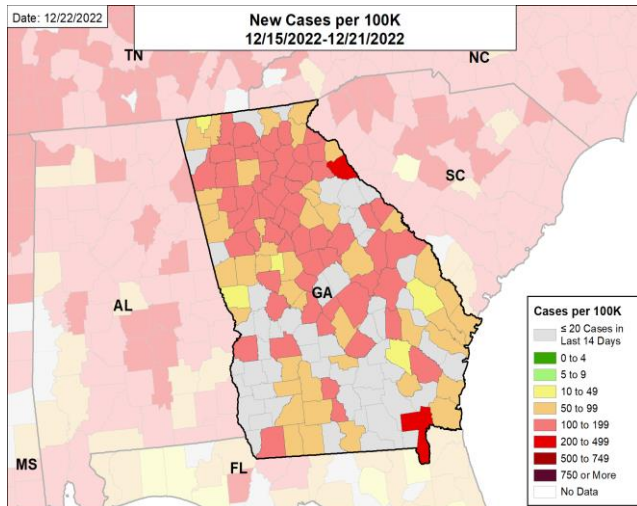 Date: 12/22/2022
New Cases per 100K
12/15/2022-12/21/2022
TN
NC
SC
AL
GA
MS
FL
Cases per 100K
≤ 20 Cases in
Last 14 Days
0 to 4
5 to 9
10 to 49
50 to 99
100 to 199
200 to 499
500 to 749
750 or More
No Data